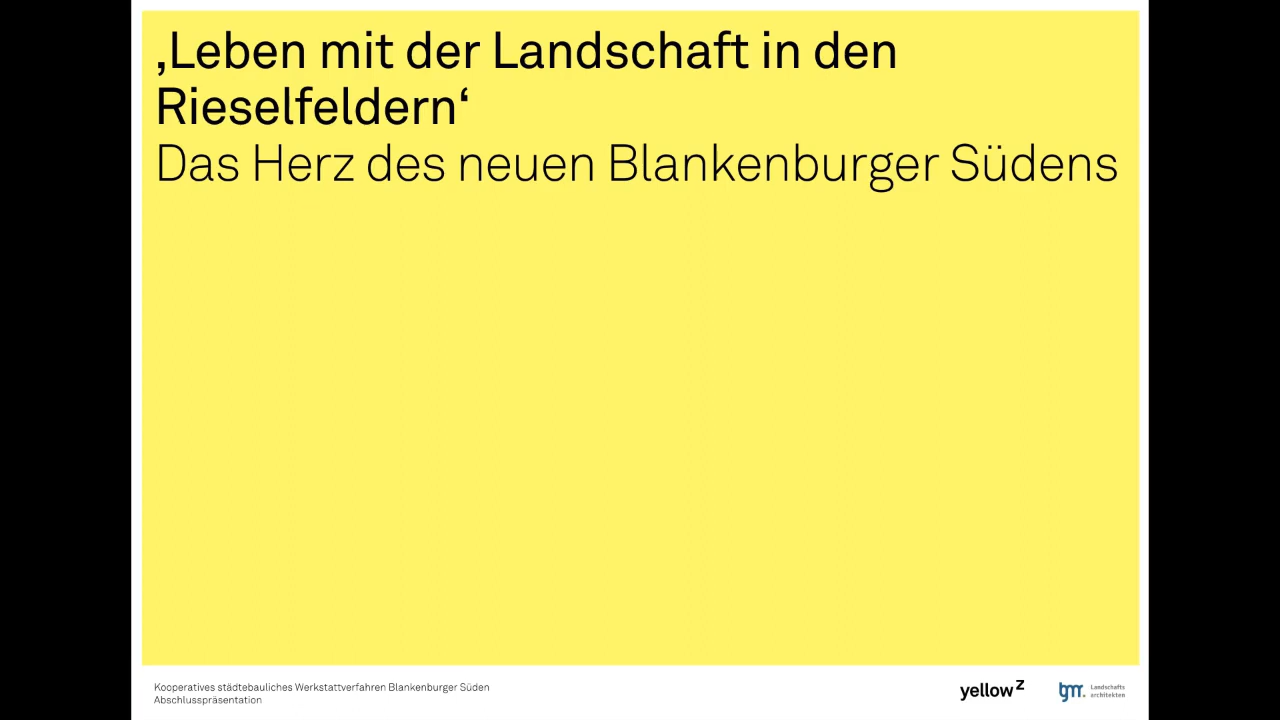 ‚Leben mit der Landschaft in den
Rieselfeldern‘
Das Herz des neuen Blankenburger Südens
Kooperatives städtebauliches Werkstattverfahren Blankenburger Süden
Abschlusspräsentation
yellow z
gm. Landschafts
architekten